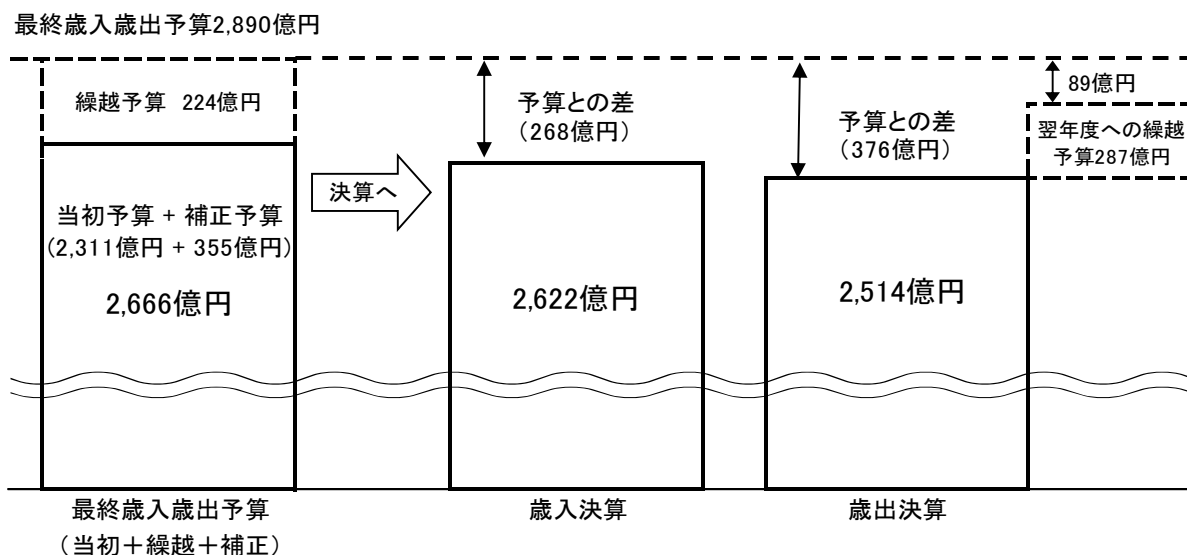 最終歳入歳出予算2,890億円
繰越予算 224億円
当初予算 + 補正予算
(2,311億円 + 355億円)
2,666億円
決算へ
予算との差
(268億円)
2,622億円
予算との差
(376億円)
2,514億円
89億円
翌年度への繰越
予算287億円
最終歳入歳出予算
(当初+繰越+補正)
歳入決算
歳出決算